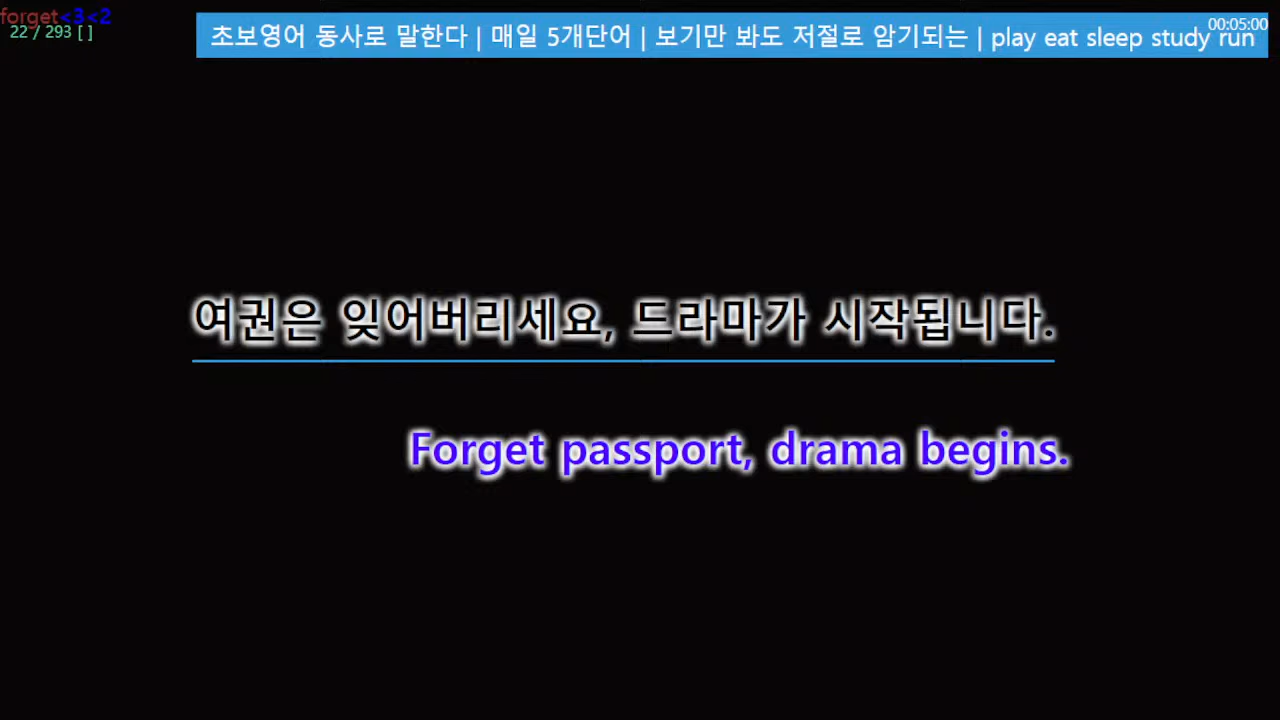 forget<3<2
22 / 293 [ ]
초보영어 동사로 말한다 | 매일 5개단어 | 보기만 봐도 저절로 암기되는 | play eat sleep study run
00:05:00
여권은 잊어버리세요, 드라마가 시작됩니다.
Forget passport, drama begins.